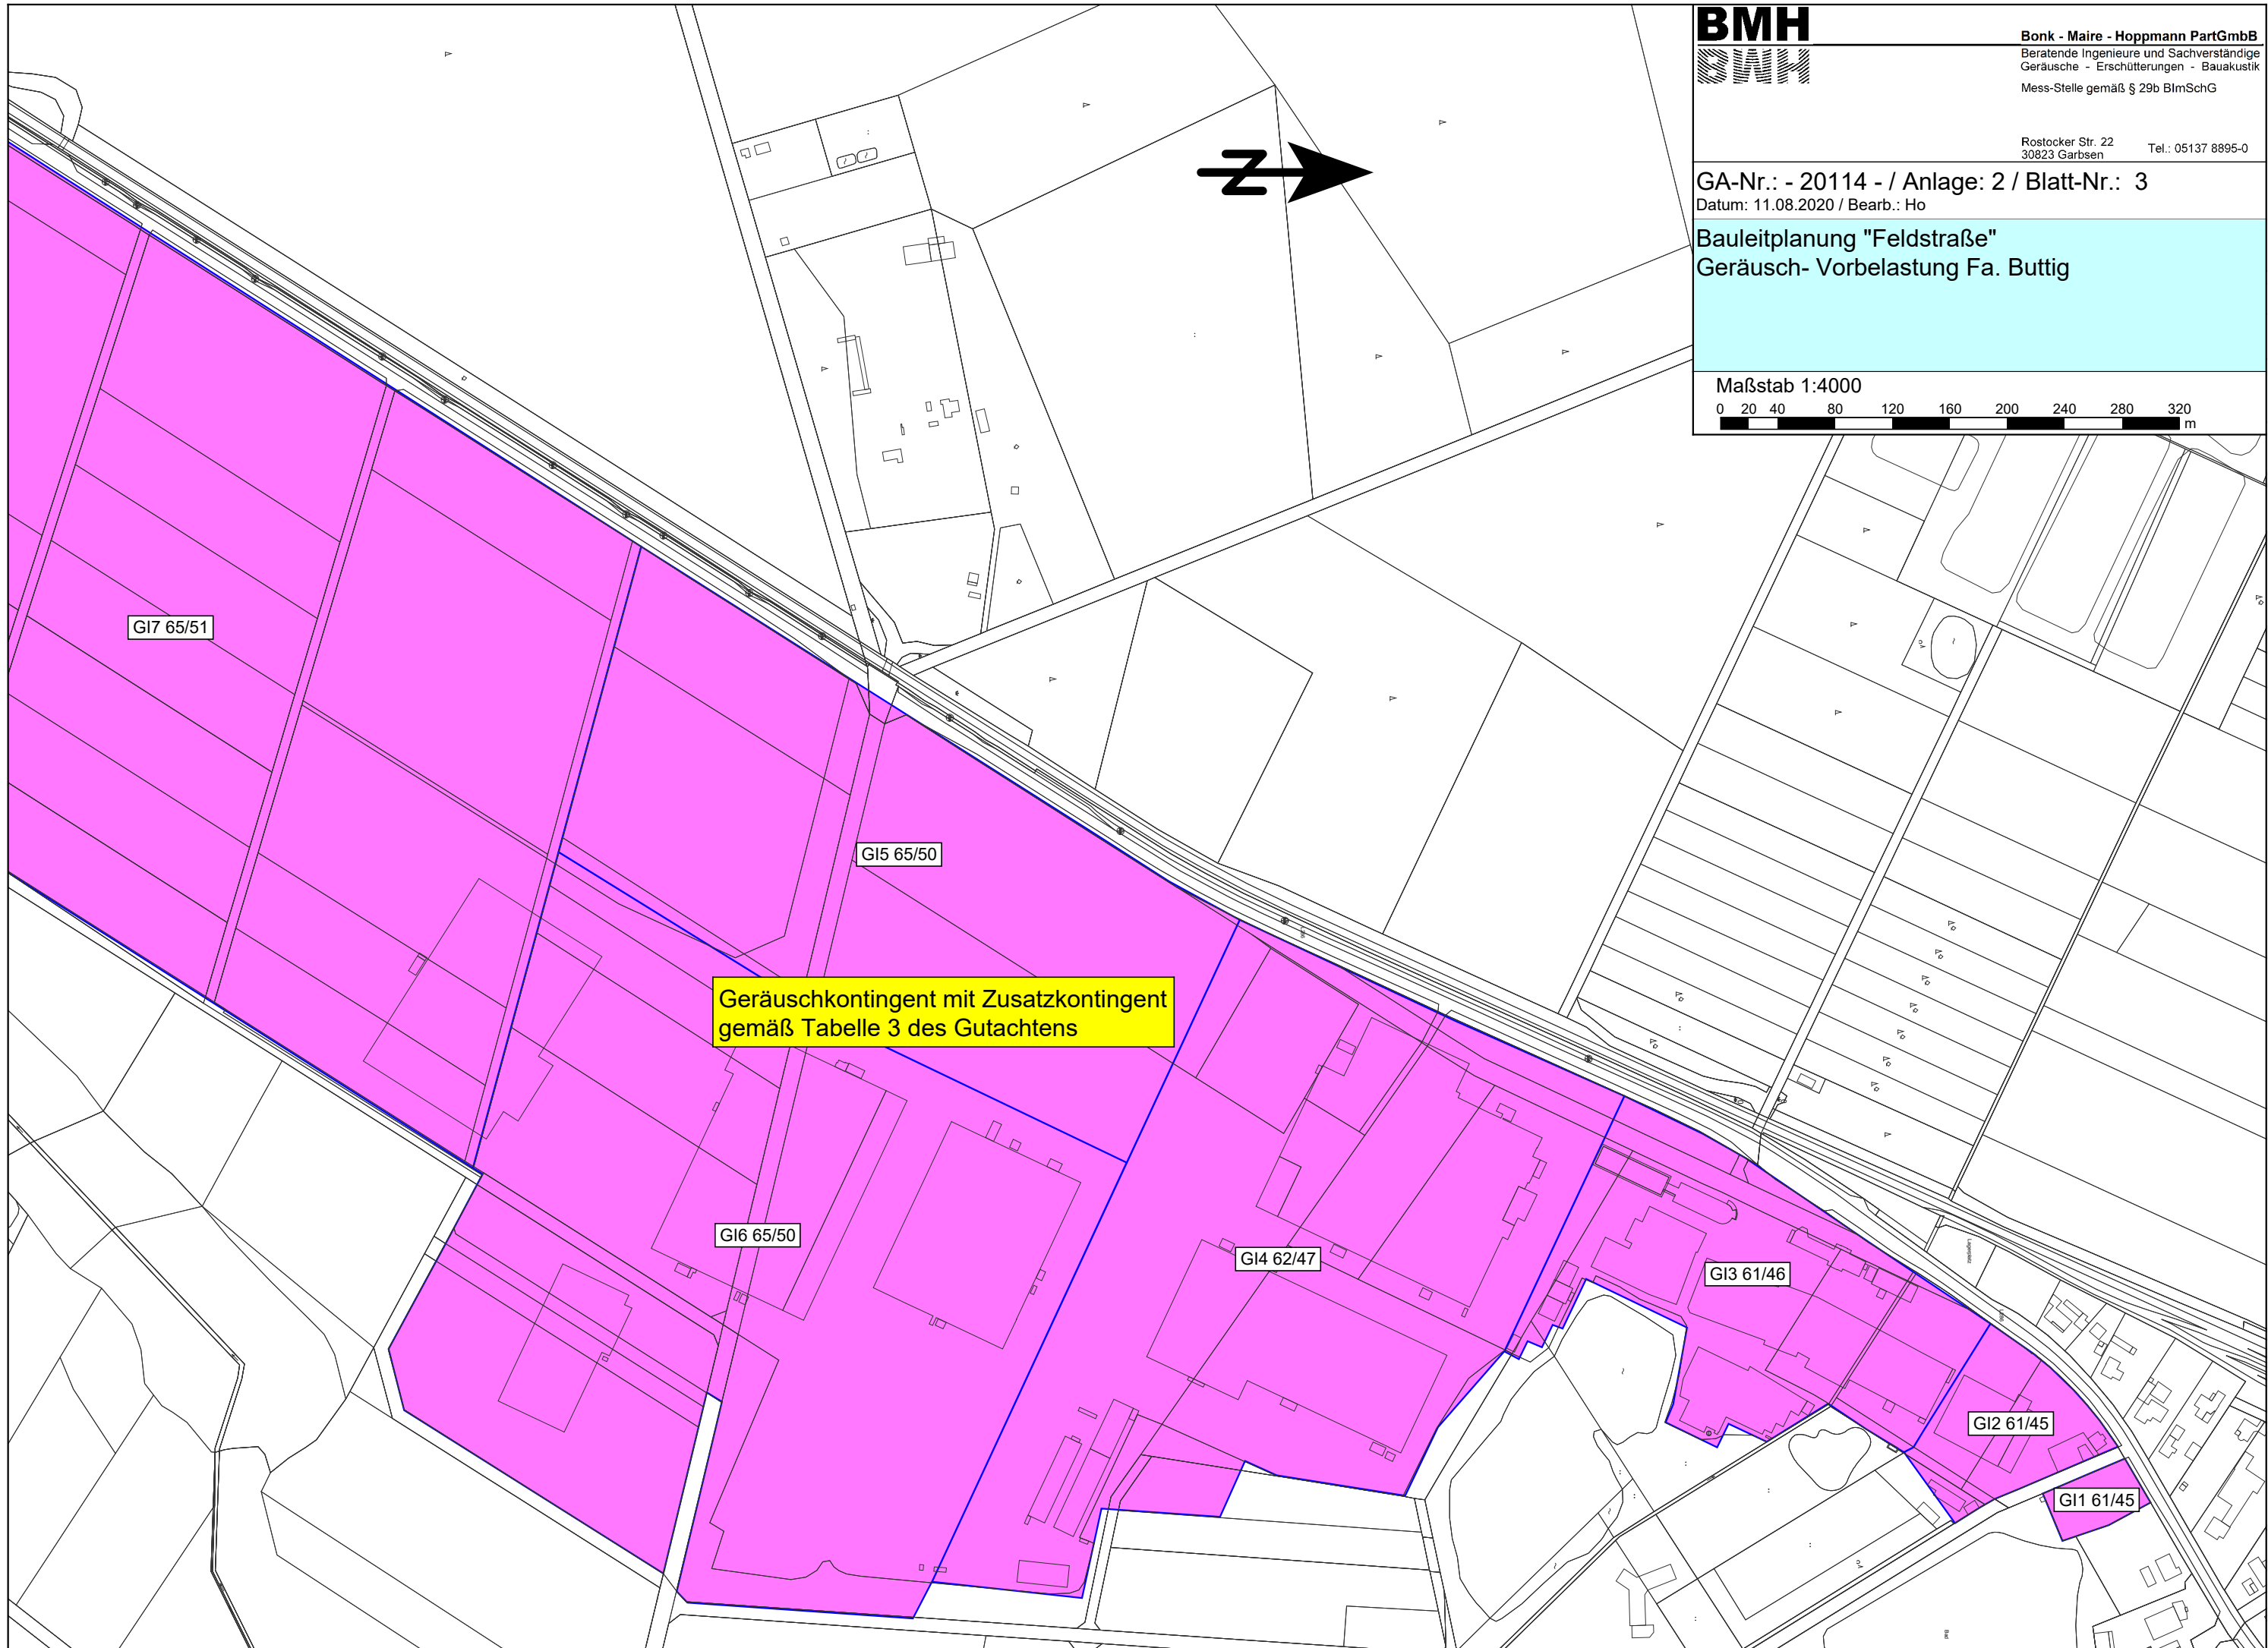 BMH
BMH
Bonk - Maire - Hoppmann PartGmbB
Beratende Ingenieure und Sachverständige
Geräusche - Erschütterungen - Bauakustik
Mess-Stelle gemäß § 29b BImSchG
Rostocker Str. 22
30823 Garbsen
Tel.: 05137 8895-0
GA-Nr.: - 20114 - / Anlage: 2 / Blatt-Nr.: 3
Datum: 11.08.2020 / Bearb.: Ho
Bauleitplanung "Feldstraße"
Geräusch- Vorbelastung Fa. Buttig
Maßstab 1:4000
0 20 40 80 120 160 200 240 280 320
m
N
GI7 65/51
GI5 65/50
Geräuschkontingent mit Zusatzkontingent
gemäß Tabelle 3 des Gutachtens
GI6 65/50
GI4 62/47
GI3 61/46
GI2 61/45
GI1 61/45
Lagerplatz